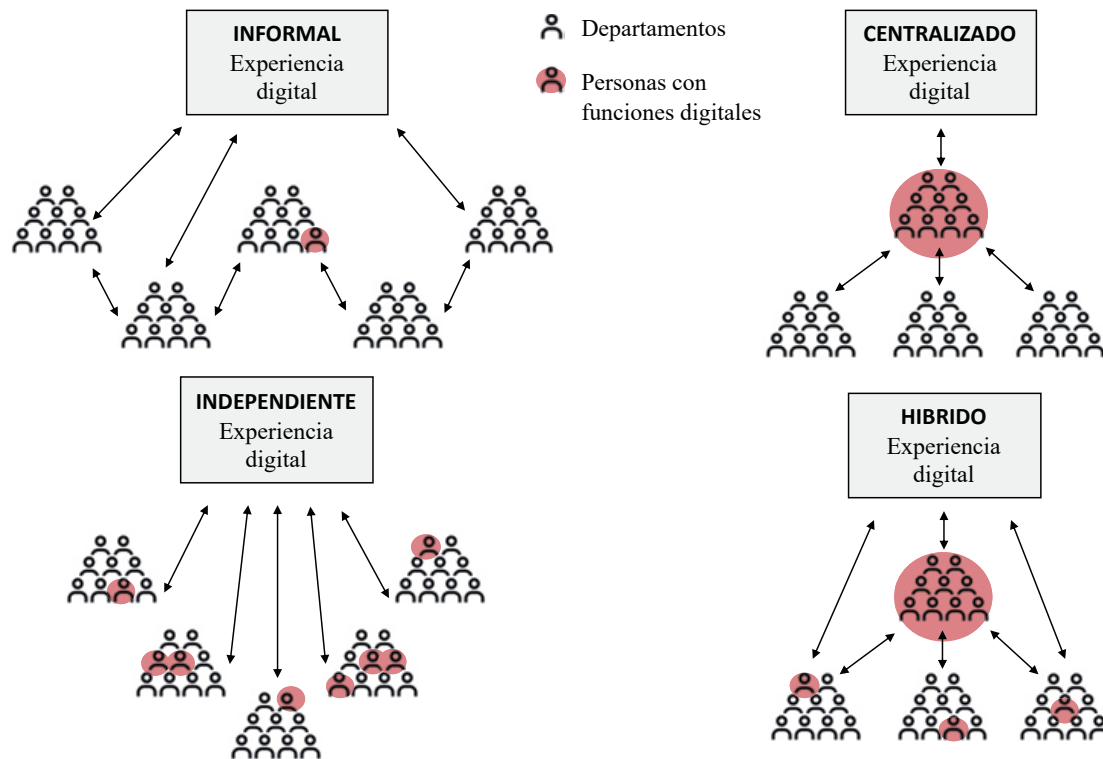 INFORMAL
Experiencia
digital
Departamentos
Personas con
funciones digitales
CENTRALIZADO
Experiencia
digital
INDEPENDIENTE
Experiencia
digital
HIBRIDO
Experiencia
digital